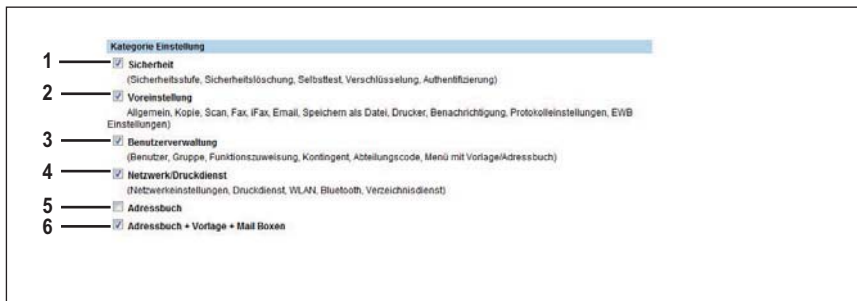 Kategorie Einstellung
1 Sicherheit
(Sicherheitsstufe, Sicherheitslöschung, Selbsttest, Verschlüsselung, Authentifizierung)
2 Voreinstellung
Allgemein, Kopie, Scan, Fax, iFax, Email, Speichern als Datei, Drucker, Benachrichtigung, Protokolleinstellungen, EWB
Einstellungen)
3 Benutzerverwaltung
(Benutzer, Gruppe, Funktionszuweisung, Kontingent, Abteilungscode, Menü mit Vorlage/Adressbuch)
4 Netzwerk/Druckdienst
(Netzwerkeinstellungen, Druckdienst, WLAN, Bluetooth, Verzeichnisdienst)
5 Adressbuch
6 Adressbuch + Vorlage + Mail Boxen